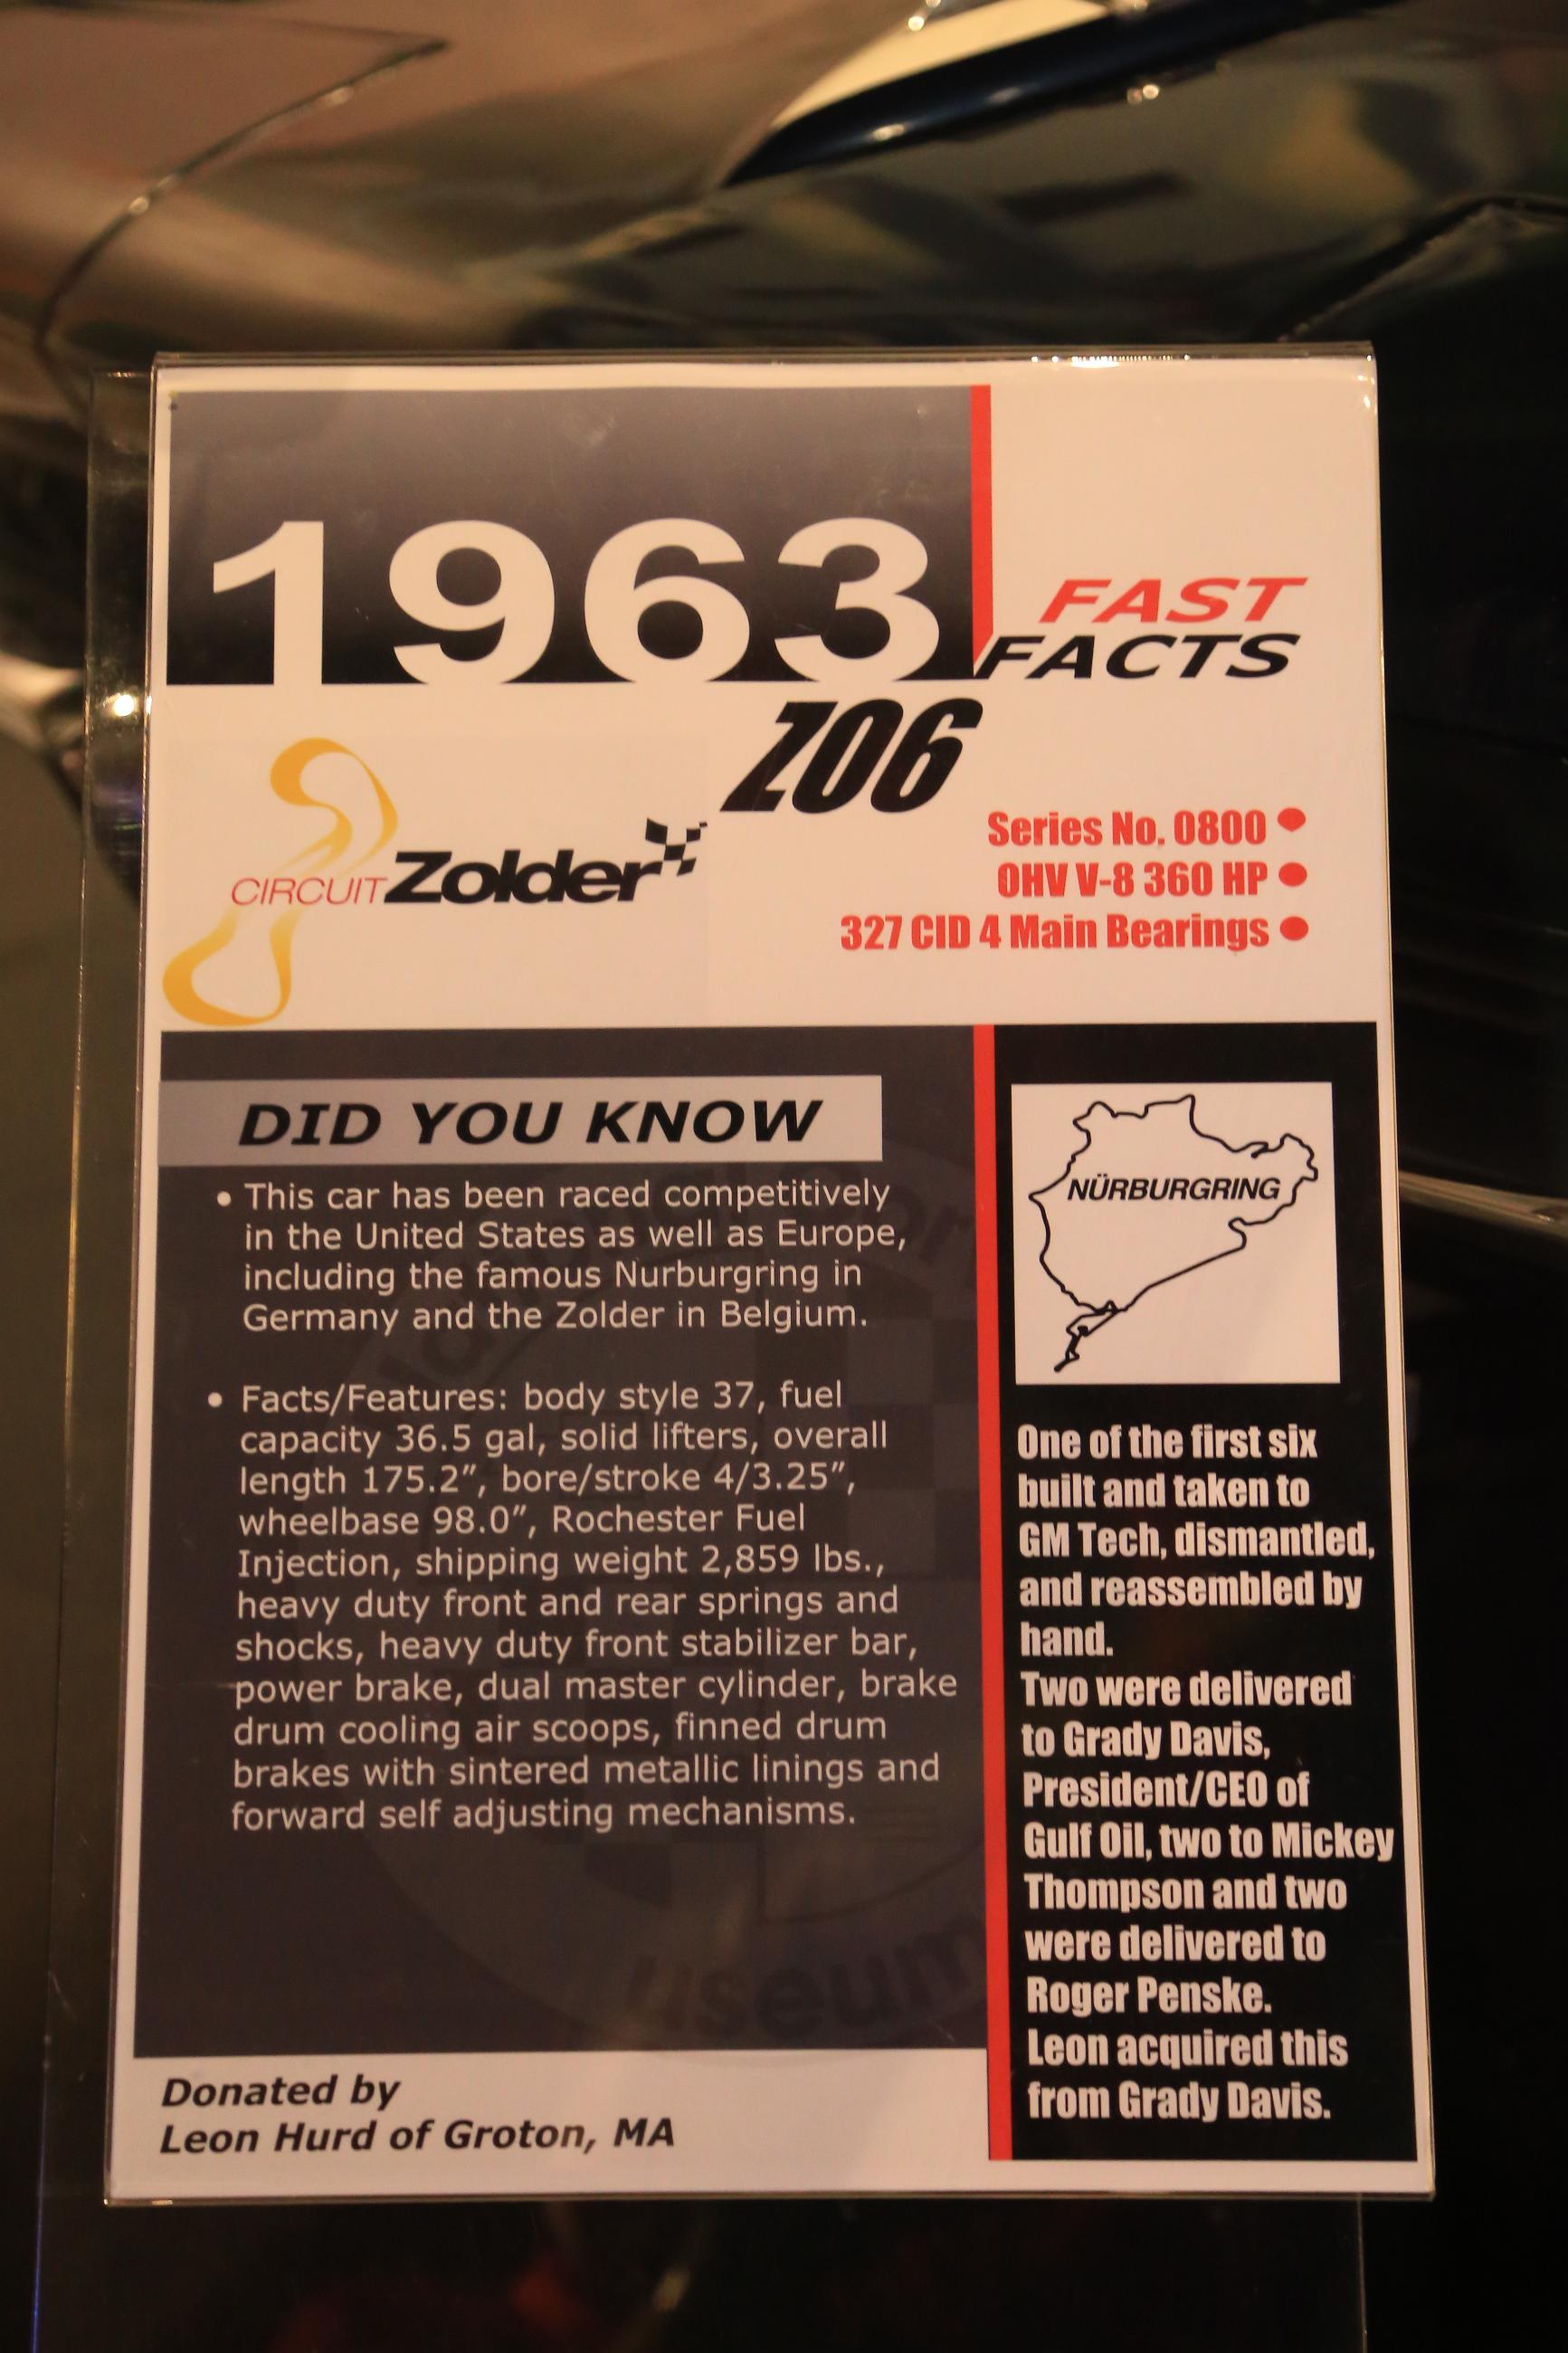 1963
FAST
FACTS
Z06
CIRCUIT Zolder
Series No. 0800
OHV V-8 360 HP
327 CID 4 Main Bearings
DID YOU KNOW
• This car has been raced competitively
in the United States as well as Europe,
including the famous Nurburgring in
Germany and the Zolder in Belgium.
• Facts/Features: body style 37, fuel
capacity 36.5 gal, solid lifters, overall
length 175.2”, bore/stroke 4/3.25”,
wheelbase 98.0”, Rochester Fuel
Injection, shipping weight 2,859 lbs.,
heavy duty front and rear springs and
shocks, heavy duty front stabilizer bar,
power brake, dual master cylinder, brake
drum cooling air scoops, finned drum
brakes with sintered metallic linings and
forward self adjusting mechanisms.
Donated by
Leon Hurd of Groton, MA
NÜRBURGRING
One of the first six
built and taken to
GM Tech, dismantled,
and reassembled by
hand.
Two were delivered
to Grady Davis,
President/CEO of
Gulf Oil, two to Mickey
Thompson and two
were delivered to
Roger Penske.
Leon acquired this
from Grady Davis.